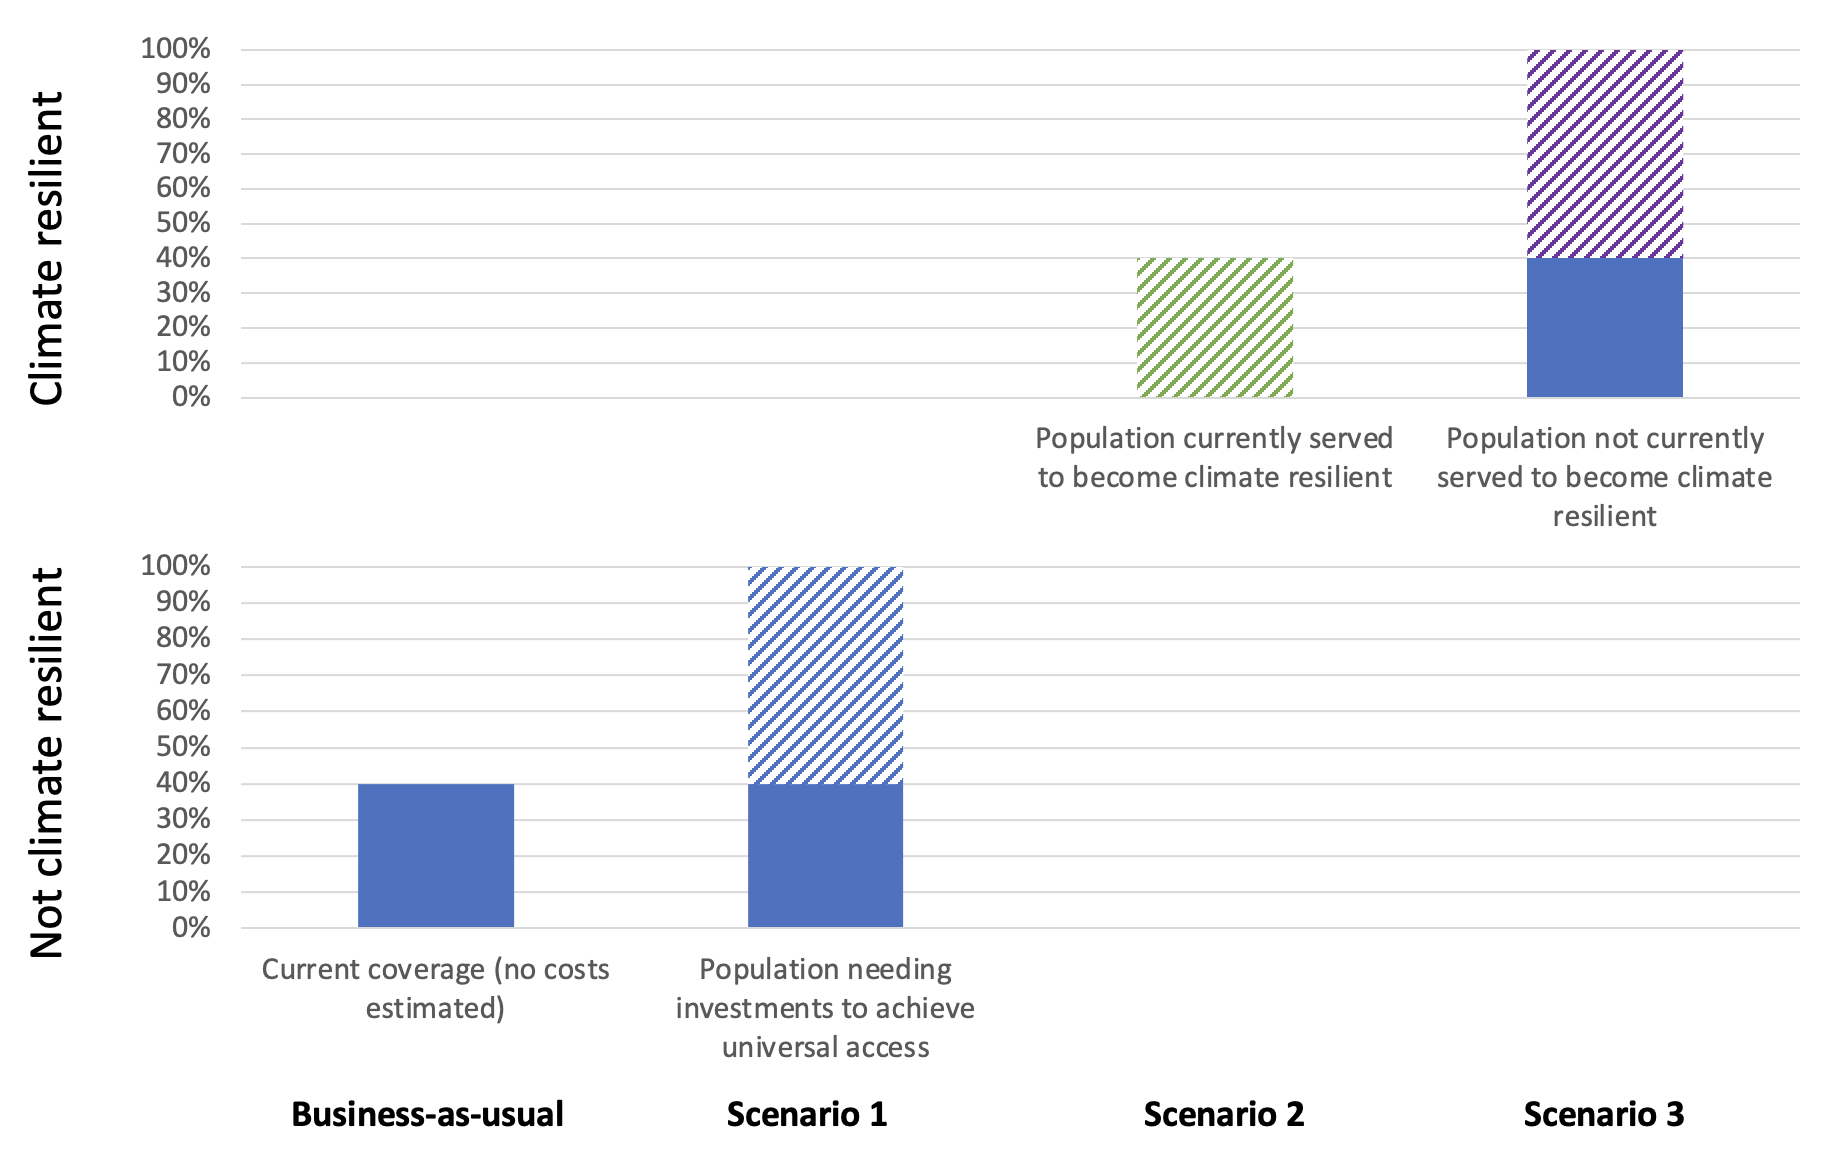 Climate resilient
100%
90%
80%
70%
60%
50%
40%
30%
20%
10%
0%
Population currently served
to become climate resilient
Population not currently
served to become climate
resilient
Not climate resilient
100%
90%
80%
70%
60%
50%
40%
30%
20%
10%
0%
Current coverage (no costs
estimated)
Population needing
investments to achieve
universal access
Business-as-usual
Scenario 1
Scenario 2
Scenario 3